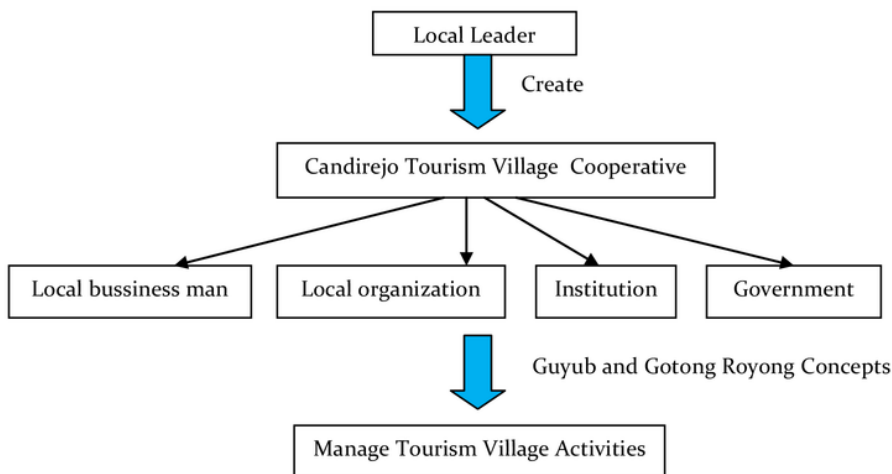 Local Leader
Create
Candirejo Tourism Village Cooperative
Local bussiness man
Local organization
Institution
Government
Guyub and Gotong Royong Concepts
Manage Tourism Village Activities